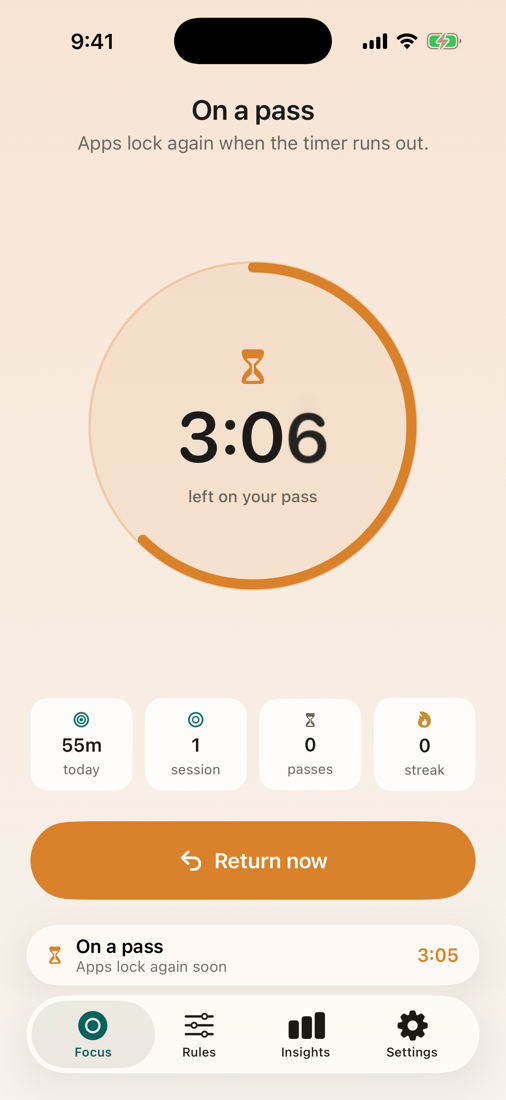 9:41
On a pass
Apps lock again when the timer runs out.
3:06
left on your pass
55m
today
1
session
0
passes
0
streak
Return now
On a pass
Apps lock again soon
3:05
Focus
Rules
Insights
Settings